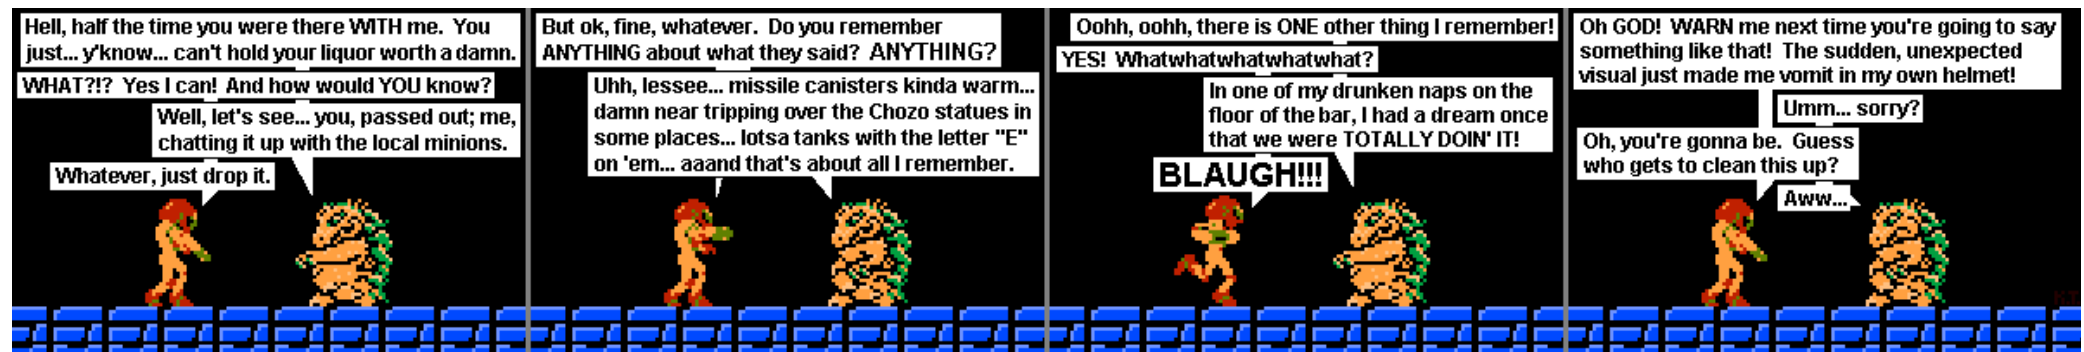 Hell, half the time you were there WITH me.  You
just... y'know... can't hold your liquor worth a damn.
WHAT?!?  Yes I can!  And how would YOU know?
Well, let's see... you, passed out; me,
chatting it up with the local minions.
Whatever, just drop it.
But ok, fine, whatever.  Do you remember
ANYTHING about what they said?  ANYTHING?
Uhh, lessee... missile canisters kinda warm...
damn near tripping over the Chozo statues in
some places... lotsa tanks with the letter "E"
on 'em... aaand that's about all I remember.
Oohh, oohh, there is ONE other thing I remember!
YES!  Whatwhatwhatwhatwhat?
In one of my drunken naps on the
floor of the bar, I had a dream once
that we were TOTALLY DOIN' IT!
BLAUGH!!!
Oh GOD!  WARN me next time you're going to say
something like that!  The sudden, unexpected
visual just made me vomit in my own helmet!
Umm... sorry?
Oh, you're gonna be.  Guess
who gets to clean this up?
Aww...